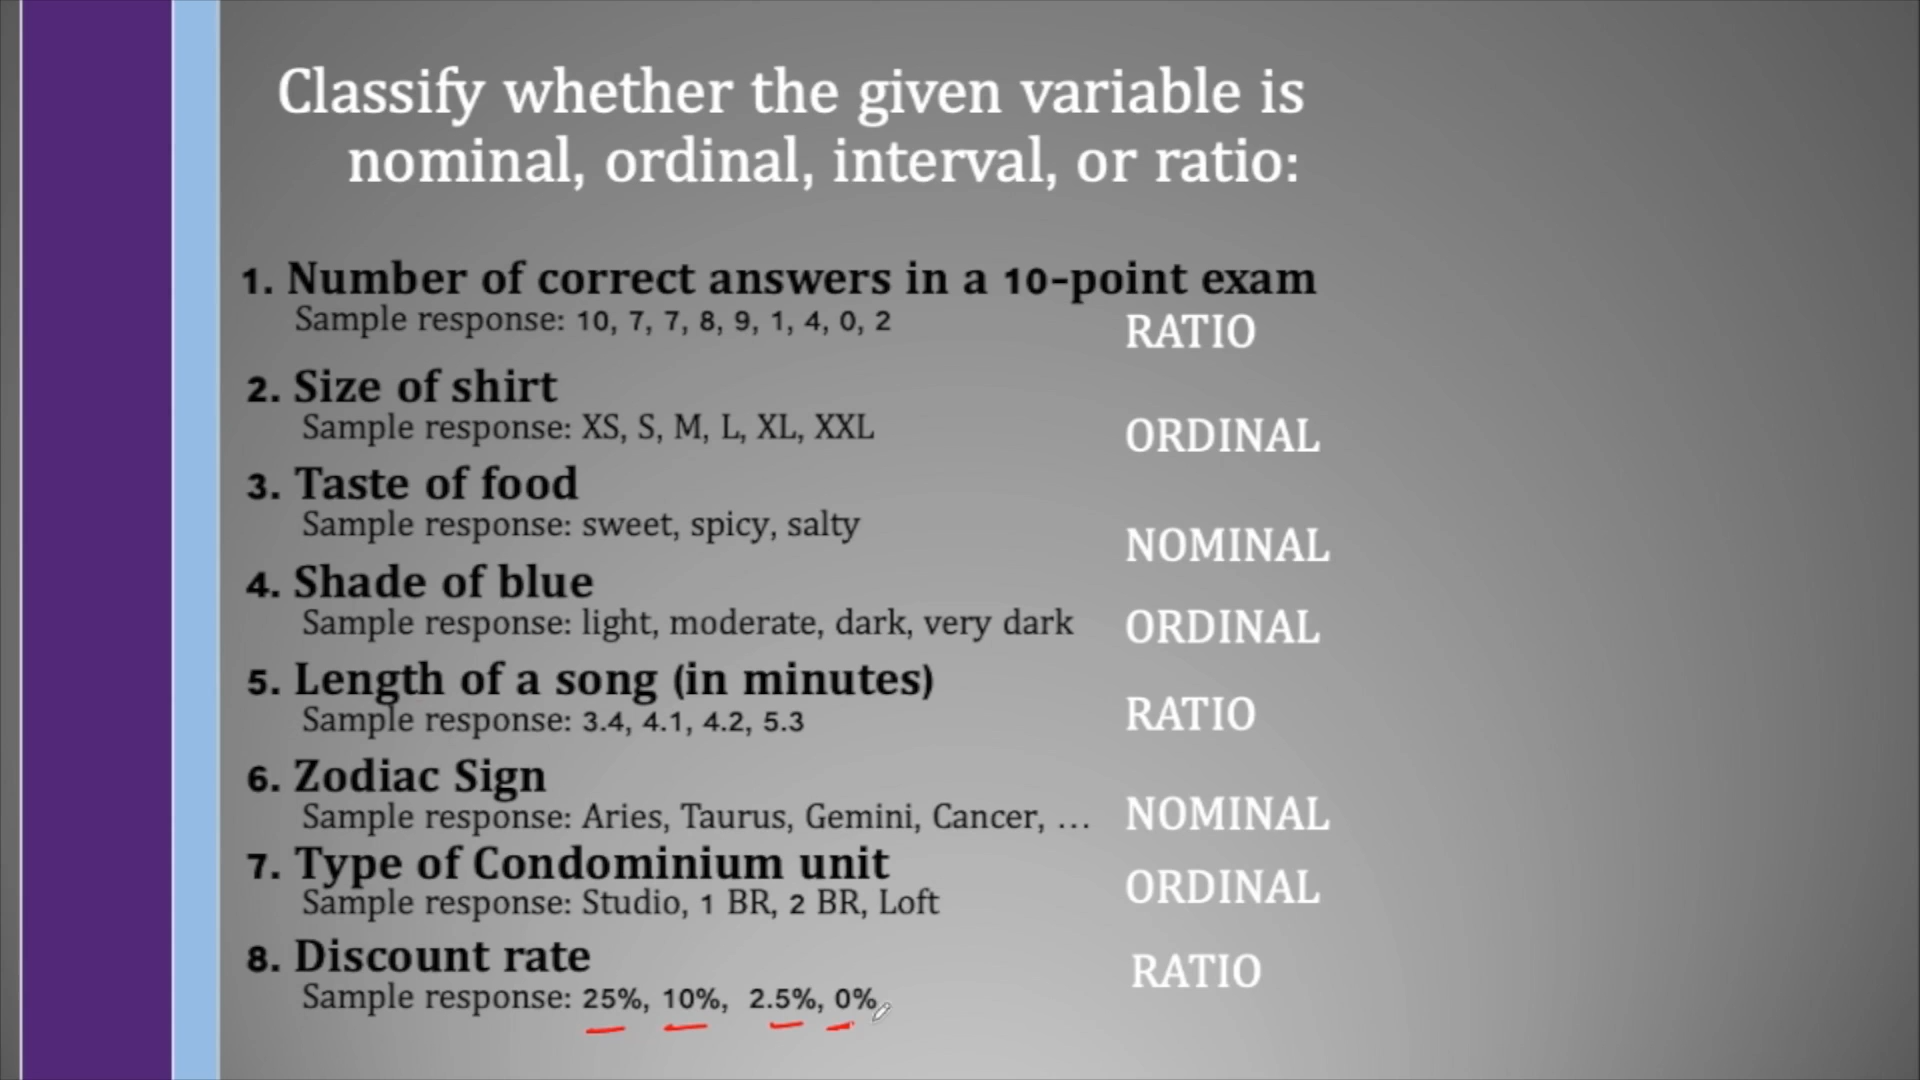 Classify whether the given variable is
nominal, ordinal, interval, or ratio:
1. Number of correct answers in a 10-point exam
Sample response: 10, 7, 7, 8, 9, 1, 4, 0, 2
RATIO
2. Size of shirt
Sample response: XS, S, M, L, XL, XXL
ORDINAL
3. Taste of food
Sample response: sweet, spicy, salty
NOMINAL
4. Shade of blue
Sample response: light, moderate, dark, very dark
ORDINAL
5. Length of a song (in minutes)
Sample response: 3.4, 4.1, 4.2, 5.3
RATIO
6. Zodiac Sign
Sample response: Aries, Taurus, Gemini, Cancer, …
NOMINAL
7. Type of Condominium unit
Sample response: Studio, 1 BR, 2 BR, Loft
ORDINAL
8. Discount rate
Sample response: 25%, 10%, 2.5%, 0%
RATIO